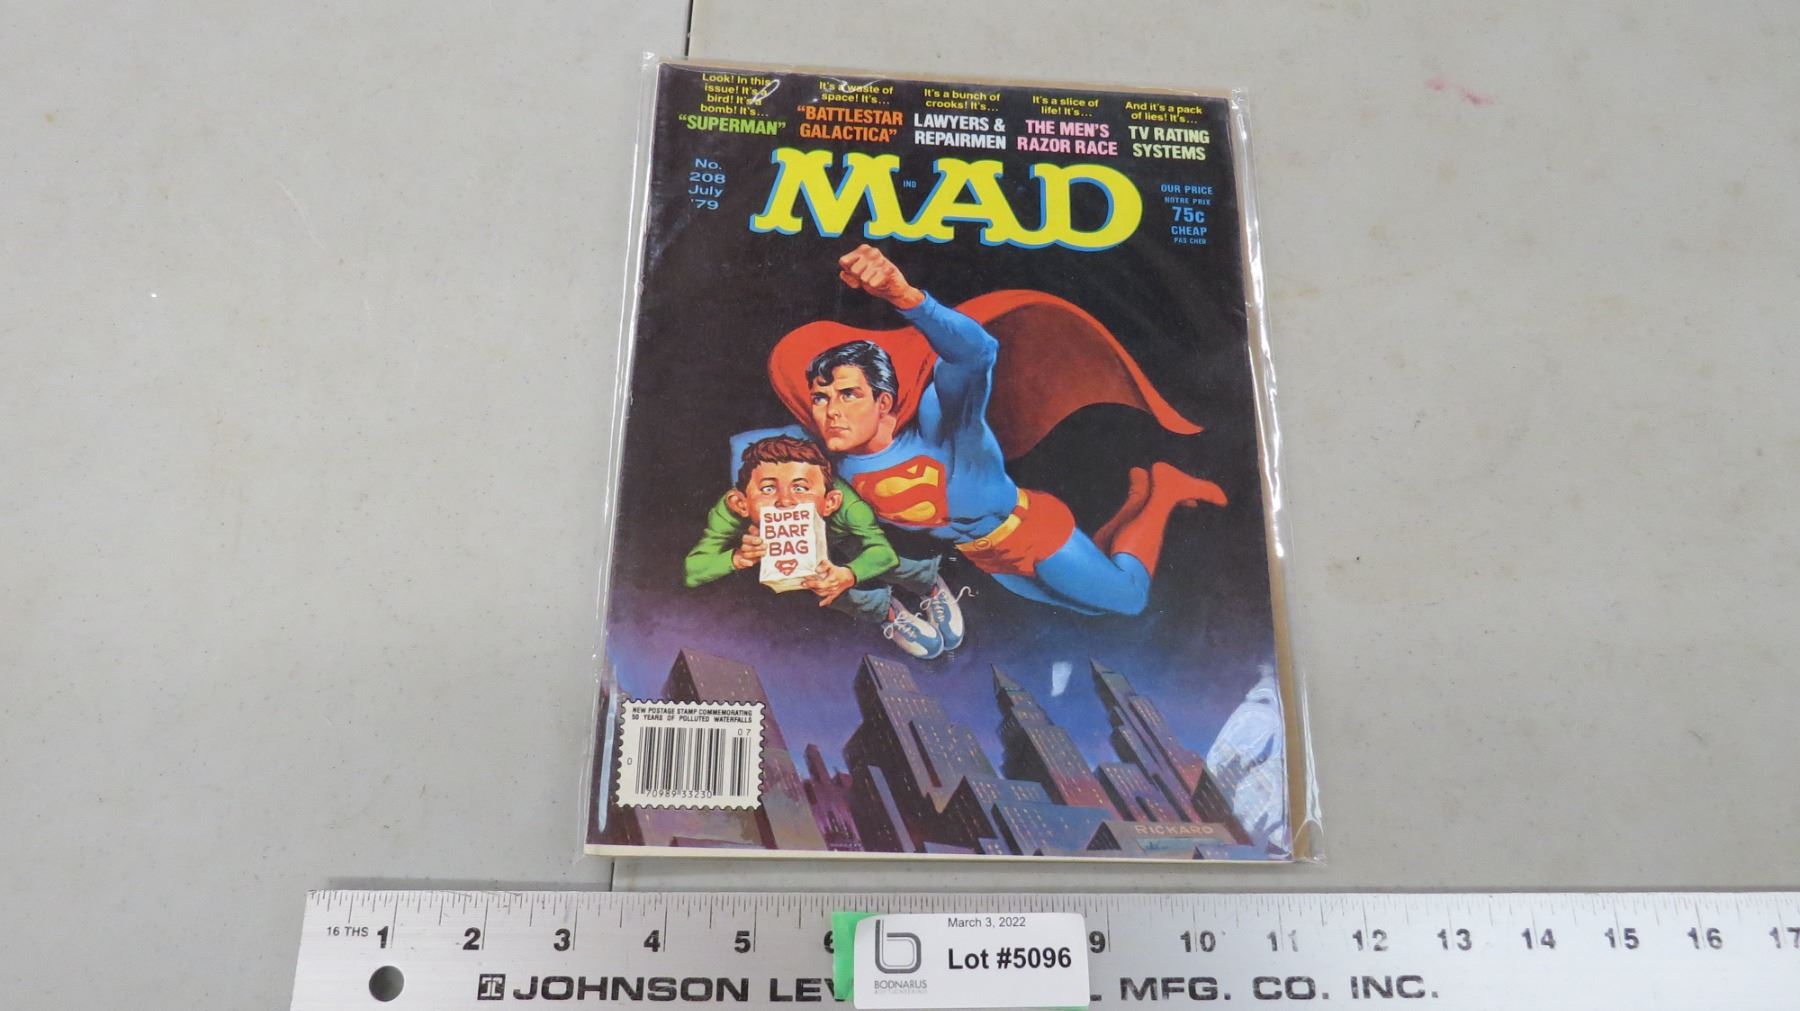 Look! In this
issue! It's a
bird! It's a
bomb! It's...
"SUPERMAN"
It's a waste of
space! It's...
"BATTLESTAR
GALACTICA"
It's a bunch of
crooks! It's...
LAWYERS &
REPAIRMEN
It's a slice of
life! It's...
THE MEN'S
RAZOR RACE
And it's a pack
of lies! It's...
TV RATING
SYSTEMS
No.
208
July
'79
MAD
IND
OUR PRICE
NOTRE PRIX
75c
CHEAP
PAS CHER
SUPER
BARF
BAG
S
S
NEW POSTAGE STAMP COMMEMORATING
50 YEARS OF POLLUTED WATERFALLS
07
0
70989 33230
RICKARD
16 THS 1 2 3 4 5 6 9 10 11 12 13 14 15 16 17
March 3, 2022
Lot #5096
BODNARUS
AUCTIONEERING
JOHNSON LEV L MFG. CO. INC.